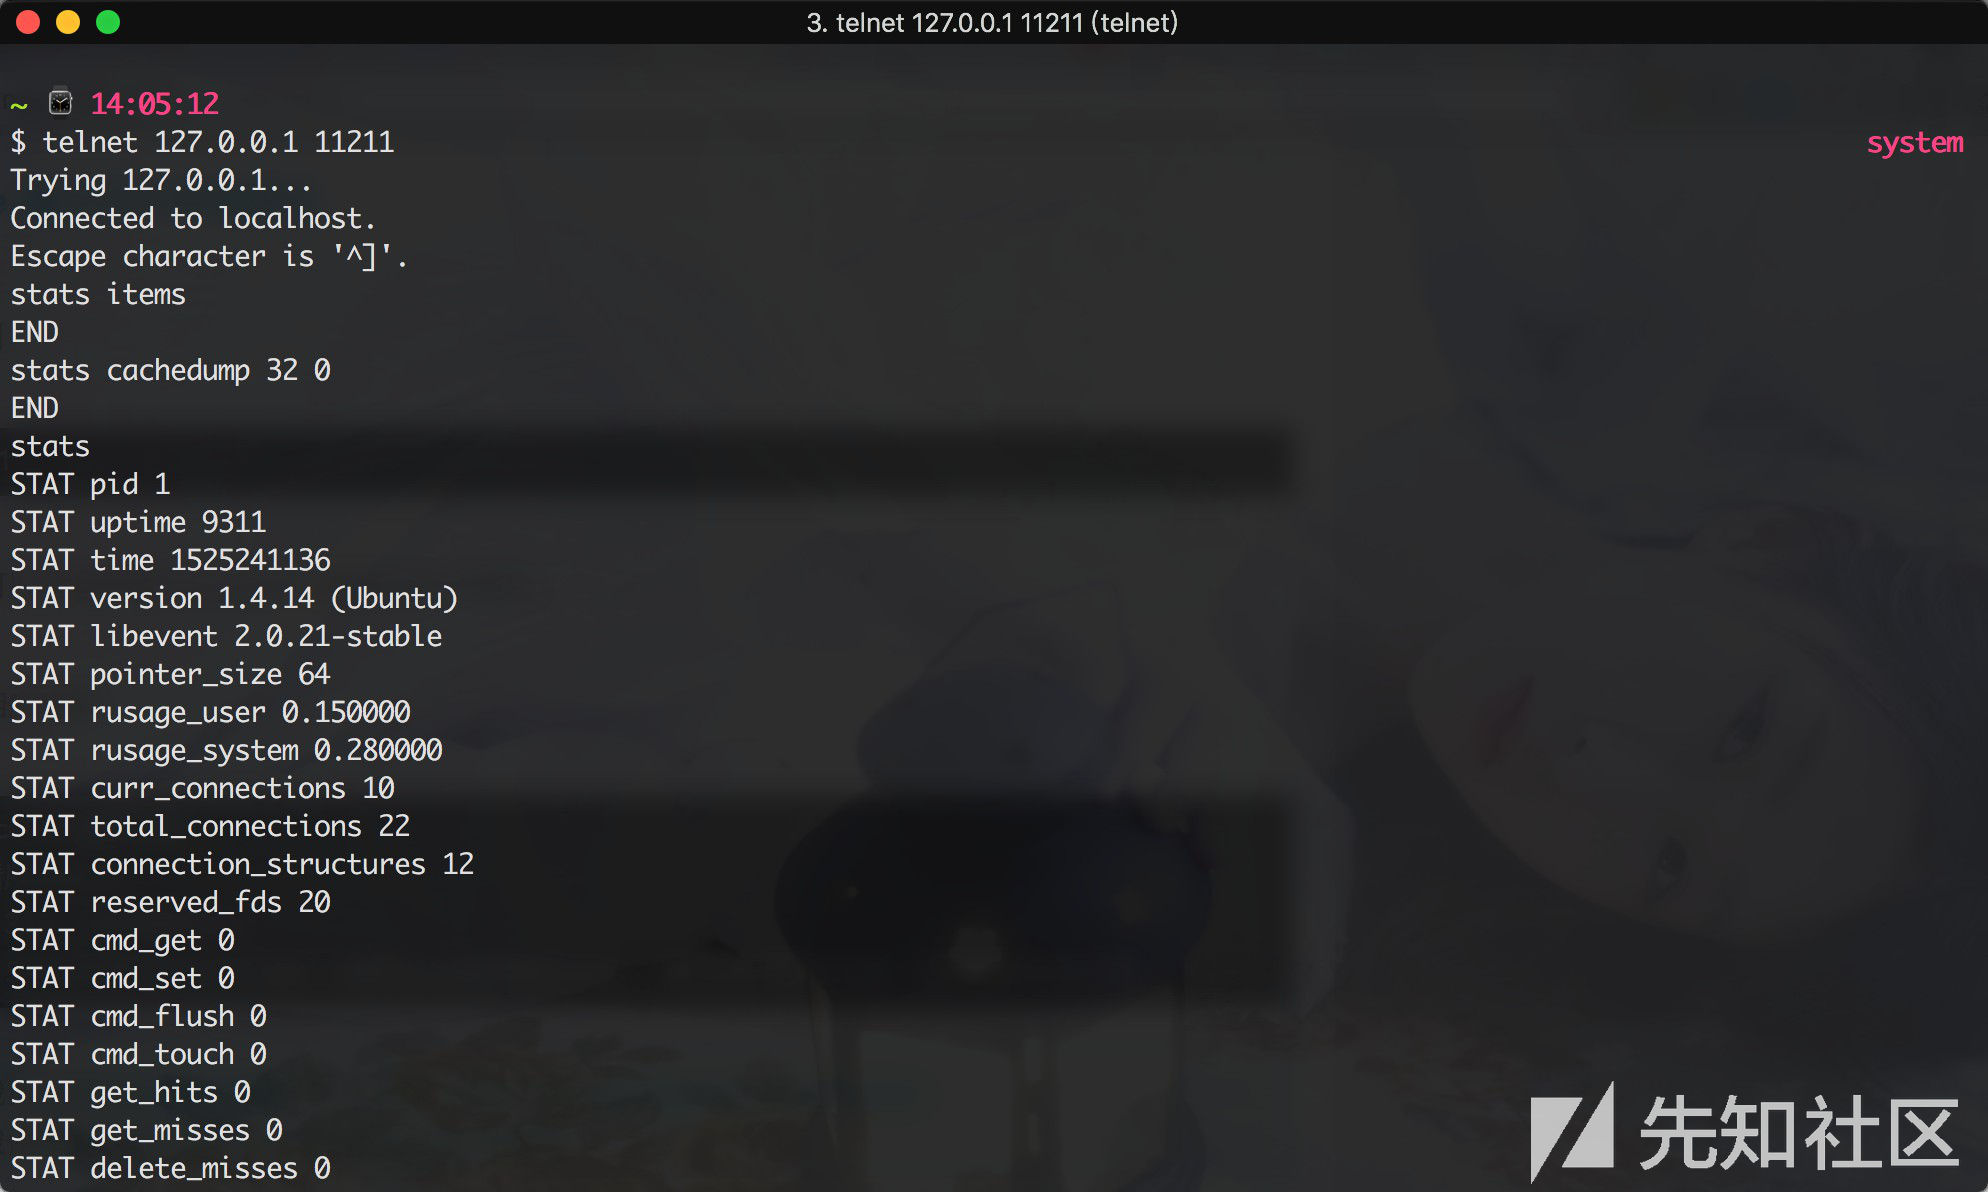 3. telnet 127.0.0.1 11211 (telnet)
~ 14:05:12
$ telnet 127.0.0.1 11211 system
Trying 127.0.0.1...
Connected to localhost.
Escape character is '^]'.
stats items
END
stats cachedump 32 0
END
stats
STAT pid 1
STAT uptime 9311
STAT time 1525241136
STAT version 1.4.14 (Ubuntu)
STAT libevent 2.0.21-stable
STAT pointer_size 64
STAT rusage_user 0.150000
STAT rusage_system 0.280000
STAT curr_connections 10
STAT total_connections 22
STAT connection_structures 12
STAT reserved_fds 20
STAT cmd_get 0
STAT cmd_set 0
STAT cmd_flush 0
STAT cmd_touch 0
STAT get_hits 0
STAT get_misses 0
STAT delete_misses 0
先知社区